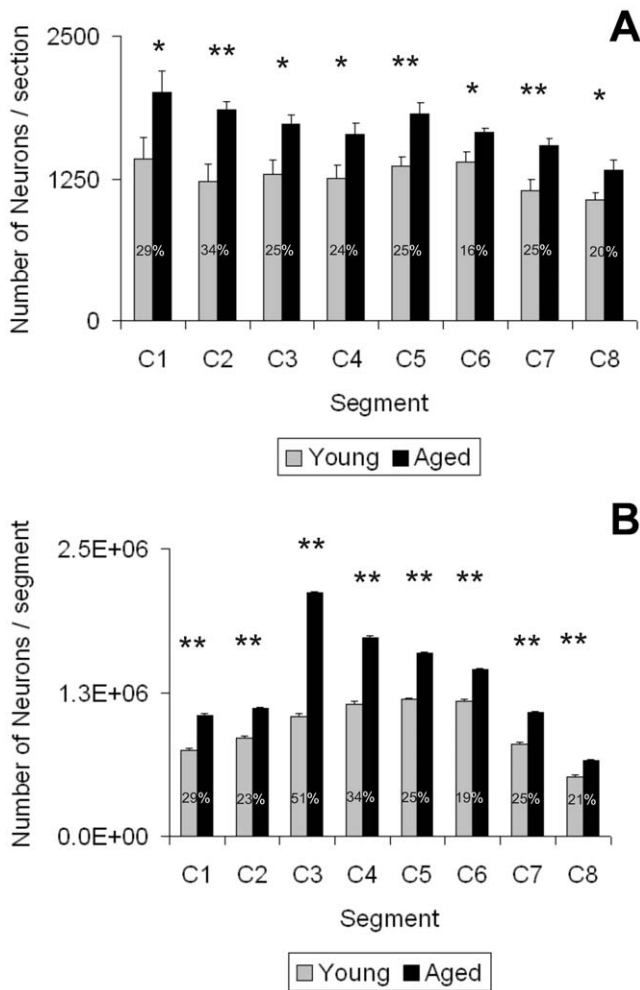 A
Number of Neurons / section
2500
1250
0
* ** * * ** * ** *
29% 34% 25% 24% 25% 16% 25% 20%
C1 C2 C3 C4 C5 C6 C7 C8
Segment
Young Aged
B
Number of Neurons / segment
2.5E+06
1.3E+06
0.0E+00
** ** ** ** ** ** ** **
29% 23% 51% 34% 25% 19% 25% 21%
C1 C2 C3 C4 C5 C6 C7 C8
Segment
Young Aged